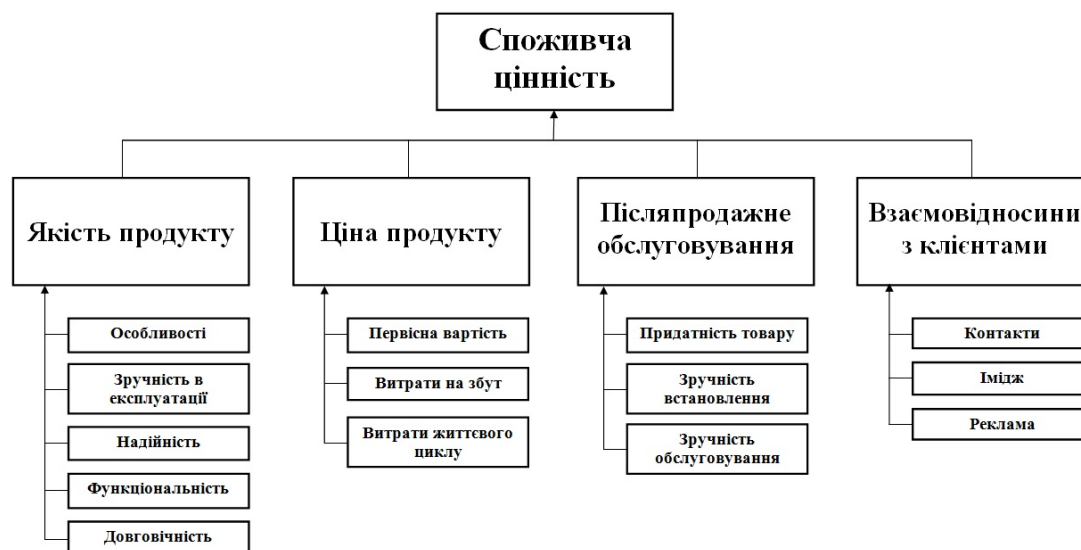 Споживча
цінність
Якість продукту
Ціна продукту
Післяпродажне
обслуговування
Взаємовідносини
з клієнтами
Особливості
Зручність в
експлуатації
Надійність
Функціональність
Довговічність
Первісна вартість
Витрати на збут
Витрати життєвого
циклу
Придатність товару
Зручність
встановлення
Зручність
обслуговування
Контакти
Імідж
Реклама